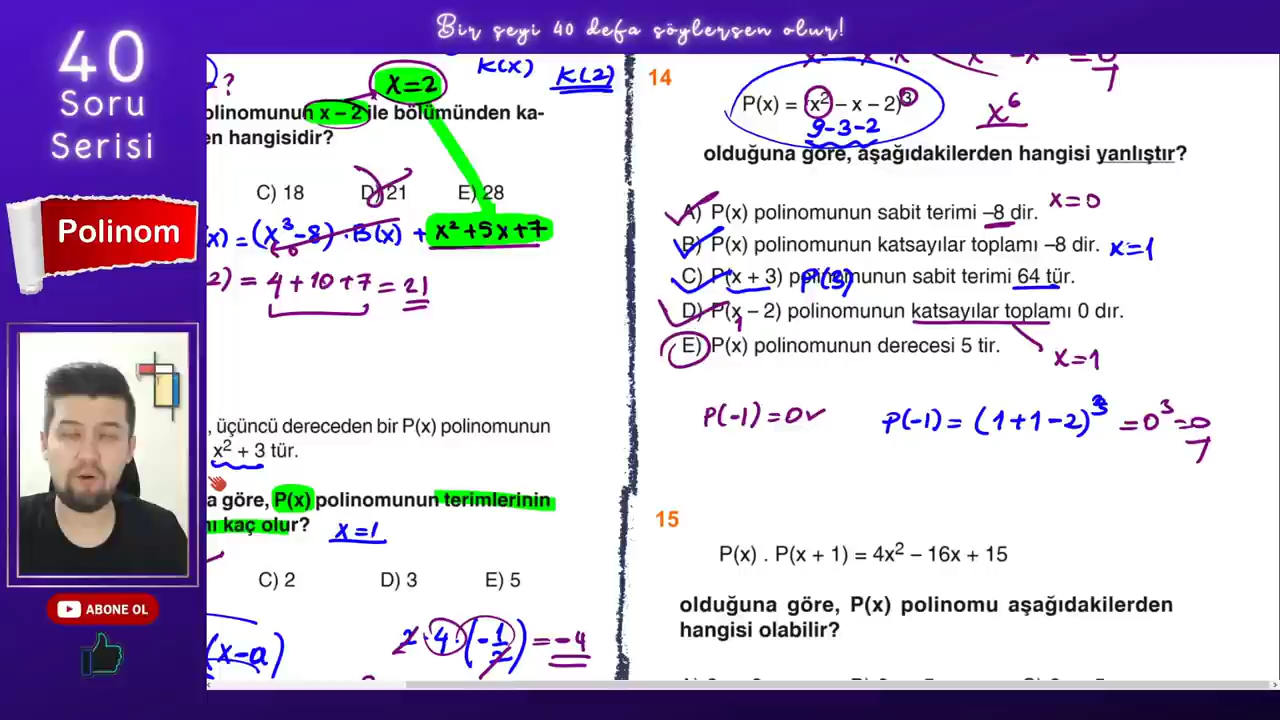 Bir şeyi 40 defa söylersen olur!
40
Soru
Serisi
Polinom
ABONE OL
?
x=2
K(x)
K(2)
polinomunun x – 2 ile bölümünden ka-
en hangisidir?
C) 18 D) 21 E) 28
(x) = (x³-8) · B(x) + x² + 5x + 7
2) = 4 + 10 + 7 = 21
, üçüncü dereceden bir P(x) polinomunun
x² + 3 tür.
a göre, P(x) polinomunun terimlerinin
nı kaç olur?
x=1
C) 2 D) 3 E) 5
(x-a)
2 · 4 · (-1/2) = -4
14
P(x) = (x² – x – 2)³
9-3-2
x⁶
olduğuna göre, aşağıdakilerden hangisi yanlıştır?
A) P(x) polinomunun sabit terimi –8 dir. x=0
B) P(x) polinomunun katsayılar toplamı –8 dir. x=1
C) P(x + 3) polinomunun sabit terimi 64 tür.
P(3)
D) P(x – 2) polinomunun katsayılar toplamı 0 dır.
1
E) P(x) polinomunun derecesi 5 tir.
x=1
P(-1) = 0 ✓ P(-1) = (1+1-2)³ = 0³ = 0
15
P(x) . P(x + 1) = 4x² – 16x + 15
olduğuna göre, P(x) polinomu aşağıdakilerden
hangisi olabilir?